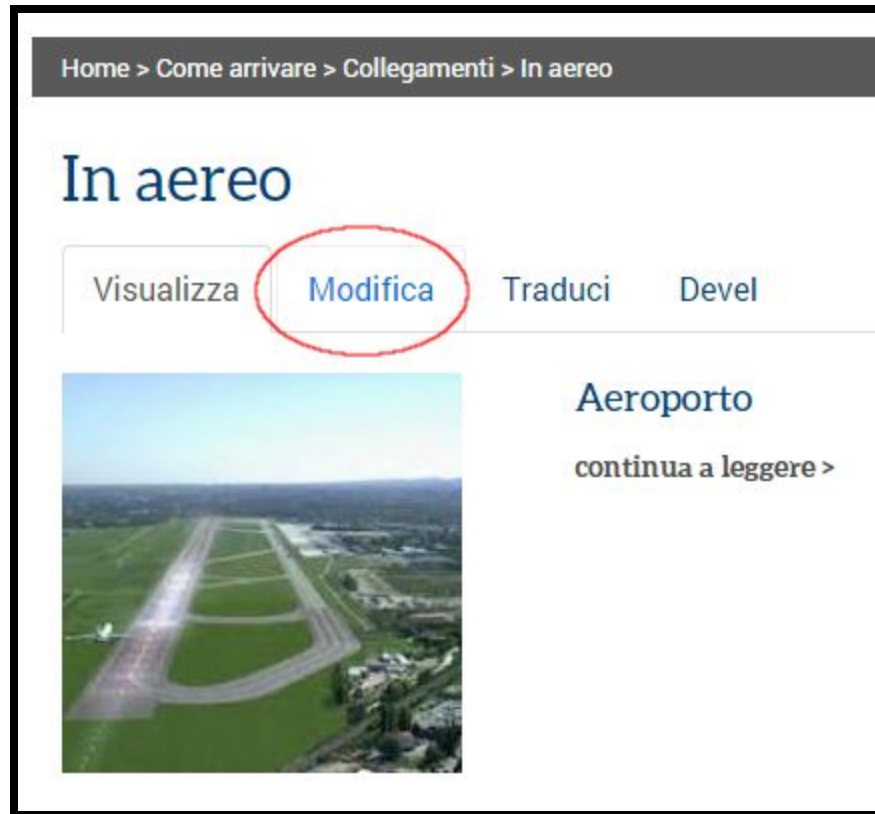 Home > Come arrivare > Collegamenti > In aereo
In aereo
Visualizza Modifica Traduci Devel
Aeroporto
continua a leggere >